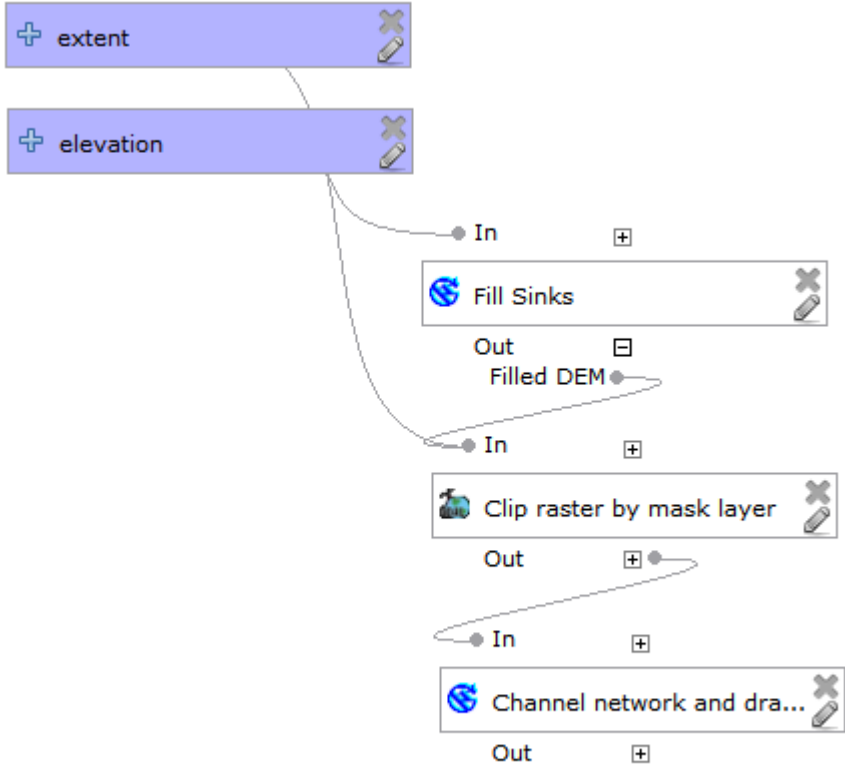 extent
elevation
In
Fill Sinks
Out
Filled DEM
In
Clip raster by mask layer
Out
In
Channel network and dra...
Out